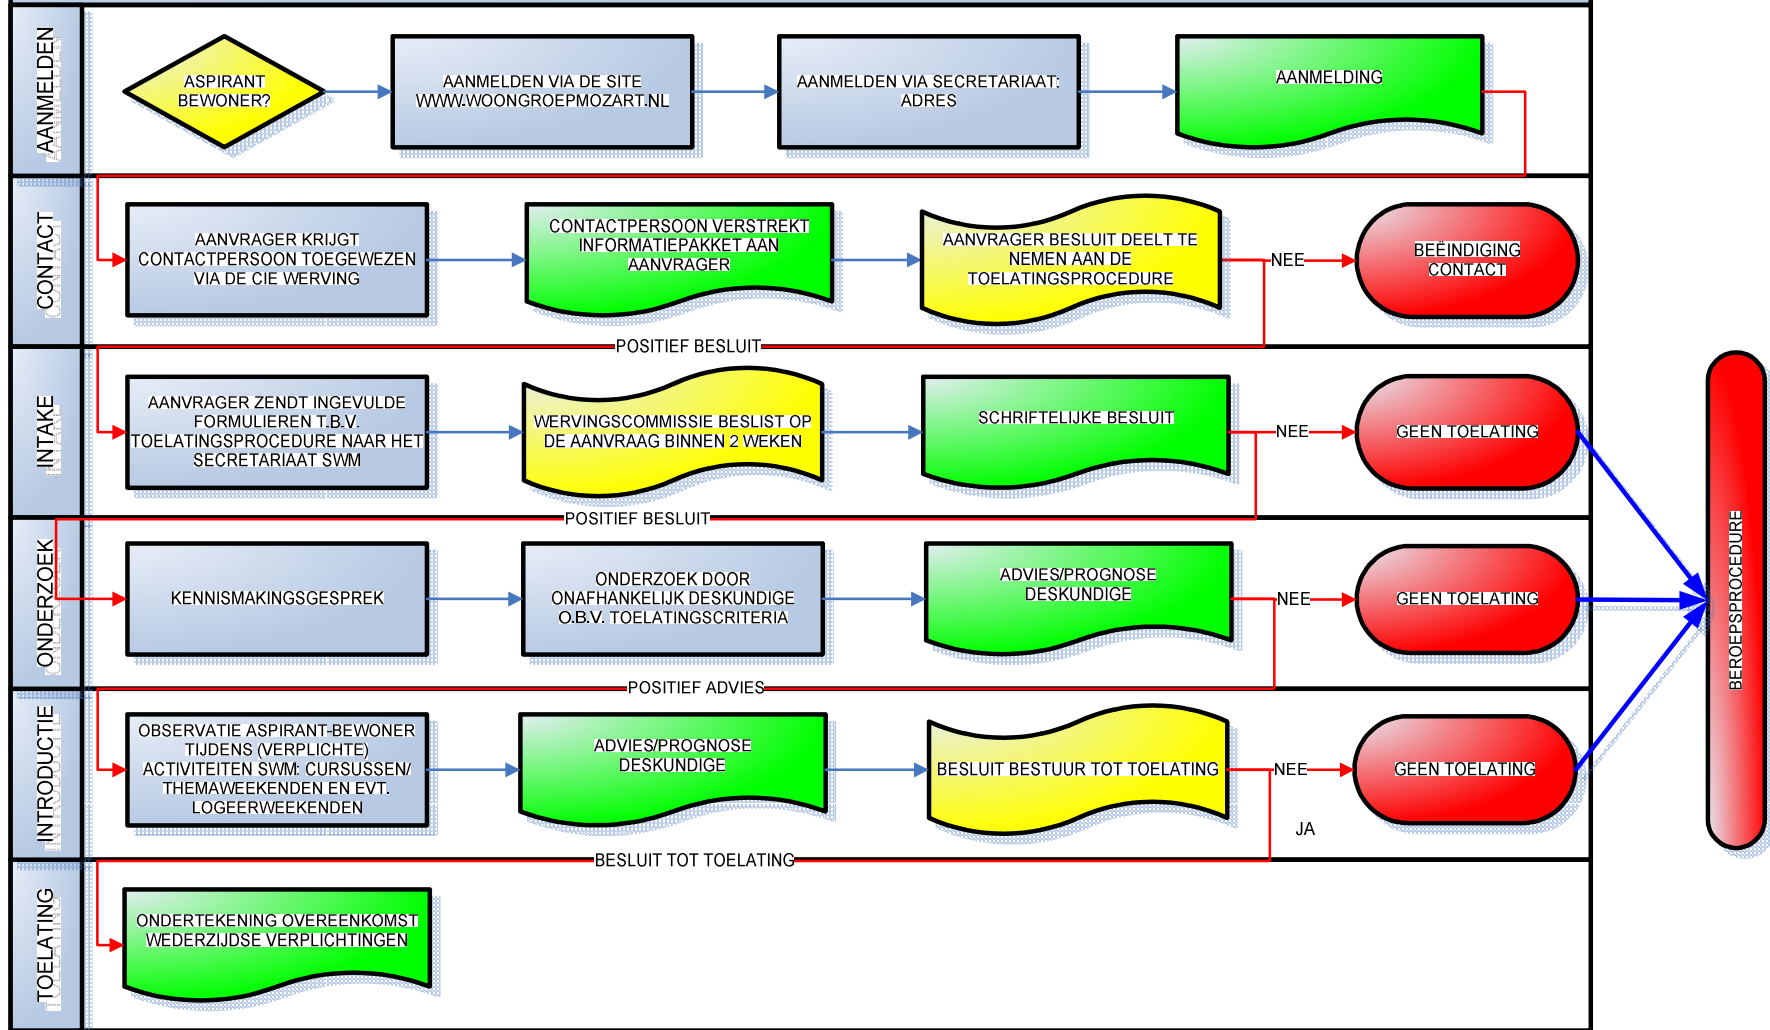 AANMELDEN
ASPIRANT
BEWONER?
AANMELDEN VIA DE SITE
WWW.WOONGROEPMOZART.NL
AANMELDEN VIA SECRETARIAAT:
ADRES
AANMELDING
CONTACT
AANVRAGER KRIJGT
CONTACTPERSOON TOEGEWEZEN
VIA DE CIE WERVING
CONTACTPERSOON VERSTREKT
INFORMATIEPAKKET AAN
AANVRAGER
AANVRAGER BESLUIT DEELT TE
NEMEN AAN DE
TOELATINGSPROCEDURE
NEE
BEËINDIGING
CONTACT
POSITIEF BESLUIT
INTAKE
AANVRAGER ZENDT INGEVULDE
FORMULIEREN T.B.V.
TOELATINGSPROCEDURE NAAR HET
SECRETARIAAT SWM
WERVINGSCOMMISSIE BESLIST OP
DE AANVRAAG BINNEN 2 WEKEN
SCHRIFTELIJKE BESLUIT
NEE
GEEN TOELATING
POSITIEF BESLUIT
ONDERZOEK
KENNISMAKINGSGESPREK
ONDERZOEK DOOR
ONAFHANKELIJK DESKUNDIGE
O.B.V. TOELATINGSCRITERIA
ADVIES/PROGNOSE
DESKUNDIGE
NEE
GEEN TOELATING
POSITIEF ADVIES
INTRODUCTIE
OBSERVATIE ASPIRANT-BEWONER
TIJDENS (VERPLICHTE)
ACTIVITEITEN SWM: CURSUSSEN/
THEMAWEEKENDEN EN EVT.
LOGEERWEEKENDEN
ADVIES/PROGNOSE
DESKUNDIGE
BESLUIT BESTUUR TOT TOELATING
NEE
GEEN TOELATING
JA
BESLUIT TOT TOELATING
TOELATING
ONDERTEKENING OVEREENKOMST
WEDERZIJDSE VERPLICHTINGEN
BEROEPSPROCEDURE